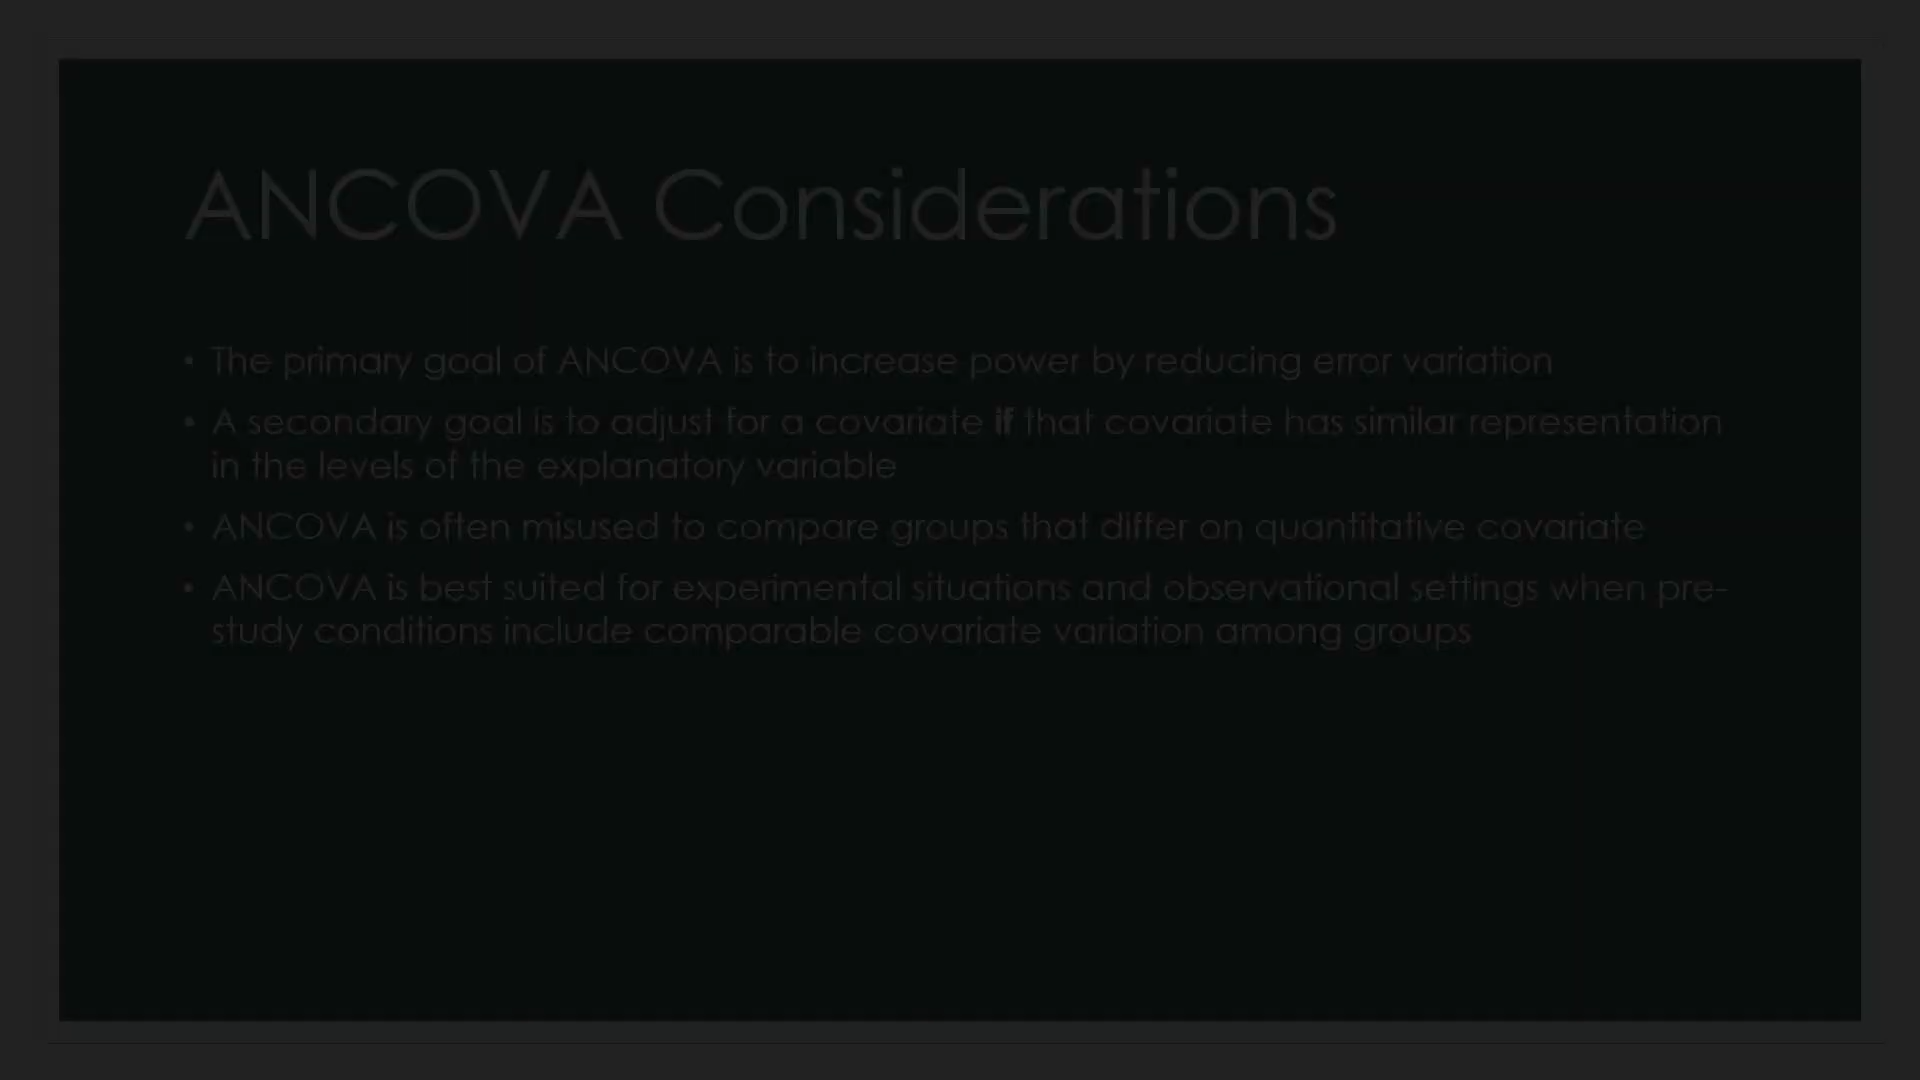 ANCOVA Considerations
• The primary goal of ANCOVA is to increase power by reducing error variation
• A secondary goal is to adjust for a covariate if that covariate has similar representation
in the levels of the explanatory variable
• ANCOVA is often misused to compare groups that differ on quantitative covariate
• ANCOVA is best suited for experimental situations and observational settings when pre-
study conditions include comparable covariate variation among groups